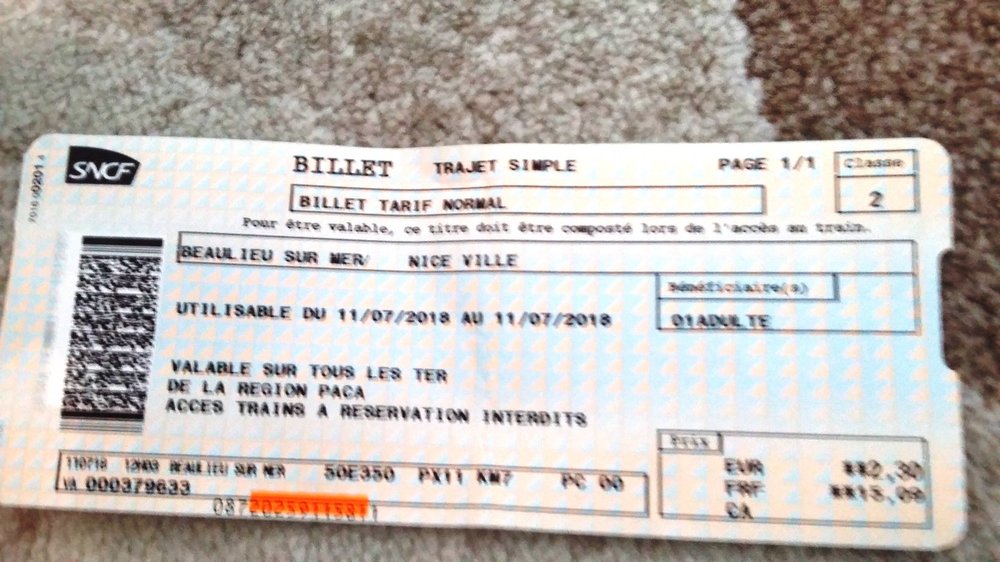 SNCF
BILLET TRAJET SIMPLE PAGE 1/1 Classe
BILLET TARIF NORMAL 2
Pour être valable, ce titre doit être composté lors de l'accès au train.
BEAULIEU SUR MER/ NICE VILLE
Bénéficiaire(s)
UTILISABLE DU 11/07/2018 AU 11/07/2018 01ADULTE
VALABLE SUR TOUS LES TER
DE LA REGION PACA
ACCES TRAINS A RESERVATION INTERDITS
Prix
110718 12H03 BEAULIEU SUR MER 50E350 PX11 KM7 PC 00 EUR **2,30
VA 000379633 FRF **15,09
CA